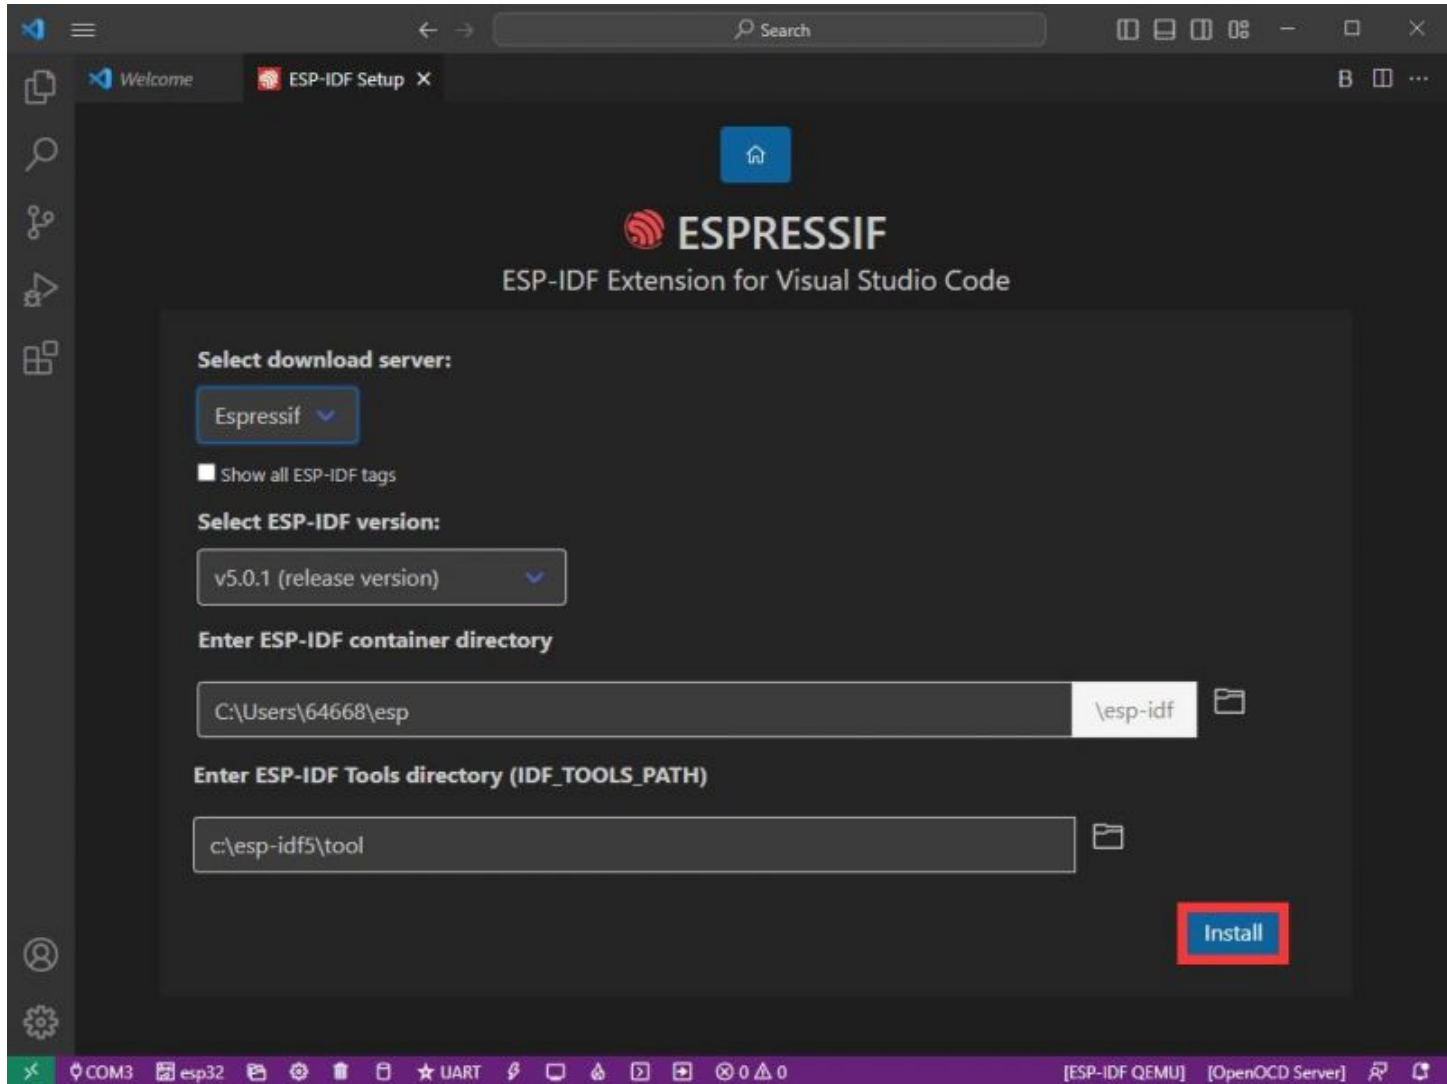 Search
Welcome
ESP-IDF Setup
ESPRESSIF
ESP-IDF Extension for Visual Studio Code
Select download server:
Espressif
Show all ESP-IDF tags
Select ESP-IDF version:
v5.0.1 (release version)
Enter ESP-IDF container directory
C:\Users\64668\esp \esp-idf
Enter ESP-IDF Tools directory (IDF_TOOLS_PATH)
c:\esp-idf5\tool
Install
COM3 esp32 UART 0 0 [ESP-IDF QEMU] [OpenOCD Server]